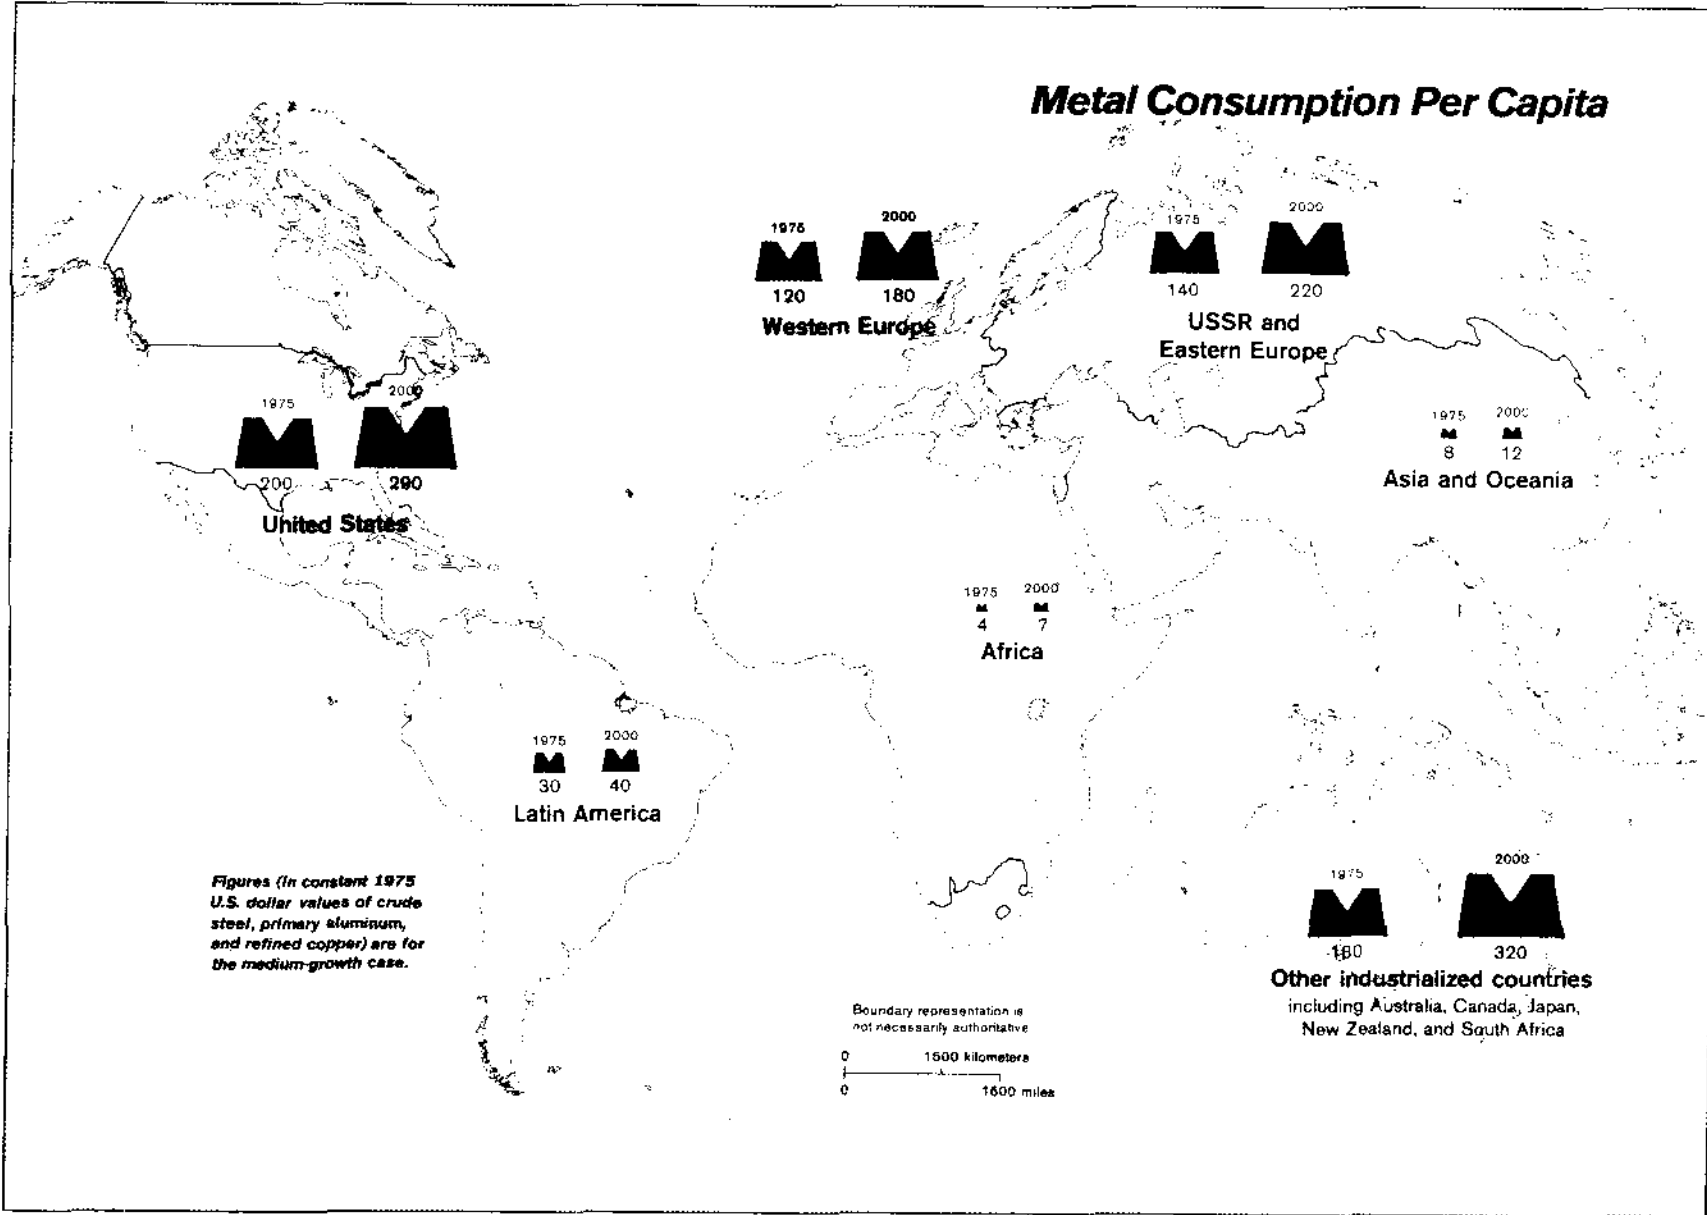 Metal Consumption Per Capita
1975 2000
120 180
Western Europe
1975 2000
140 220
USSR and
Eastern Europe
1975 2000
200 290
United States
1975 2000
8 12
Asia and Oceania
1975 2000
4 7
Africa
1975 2000
30 40
Latin America
1975 2000
320
Other industrialized countries
including Australia, Canada, Japan,
New Zealand, and South Africa
Figures (in constant 1975
U.S. dollar values of crude
steel, primary aluminum,
and refined copper) are for
the medium-growth case.
Boundary representation is
not necessarily authoritative
0 1500 kilometers
0 1500 miles